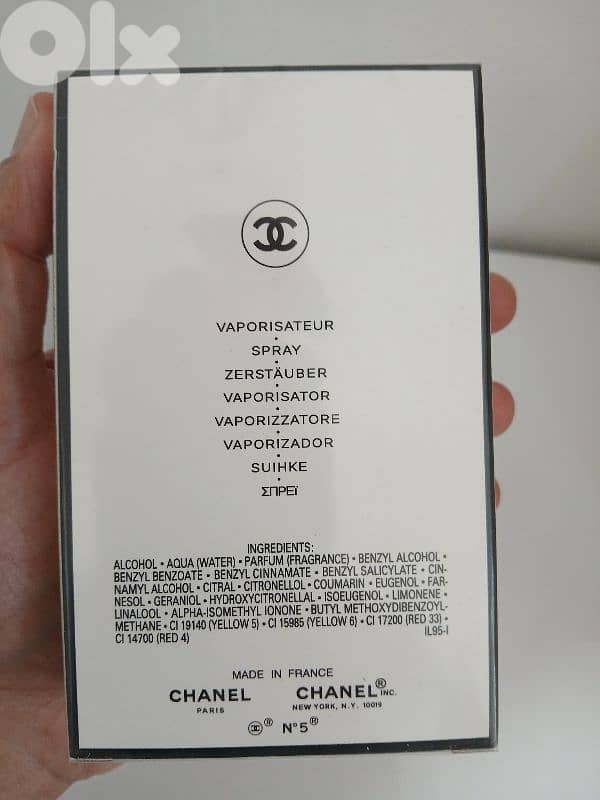 olx
VAPORISATEUR
•
SPRAY
•
ZERSTÄUBER
•
VAPORISATOR
•
VAPORIZZATORE
•
VAPORIZADOR
•
SUIHKE
•
ΣΠΡΕΪ
INGREDIENTS:
ALCOHOL • AQUA (WATER) • PARFUM (FRAGRANCE) • BENZYL ALCOHOL •
BENZYL BENZOATE • BENZYL CINNAMATE • BENZYL SALICYLATE • CIN-
NAMYL ALCOHOL • CITRAL • CITRONELLOL • COUMARIN • EUGENOL • FAR-
NESOL • GERANIOL • HYDROXYCITRONELLAL • ISOEUGENOL • LIMONENE •
LINALOOL • ALPHA-ISOMETHYL IONONE • BUTYL METHOXYDIBENZOYL-
METHANE • CI 19140 (YELLOW 5) • CI 15985 (YELLOW 6) • CI 17200 (RED 33) •
CI 14700 (RED 4) IL95-I
MADE IN FRANCE
CHANEL CHANEL® INC.
PARIS NEW YORK, N.Y. 10019
® N°5®